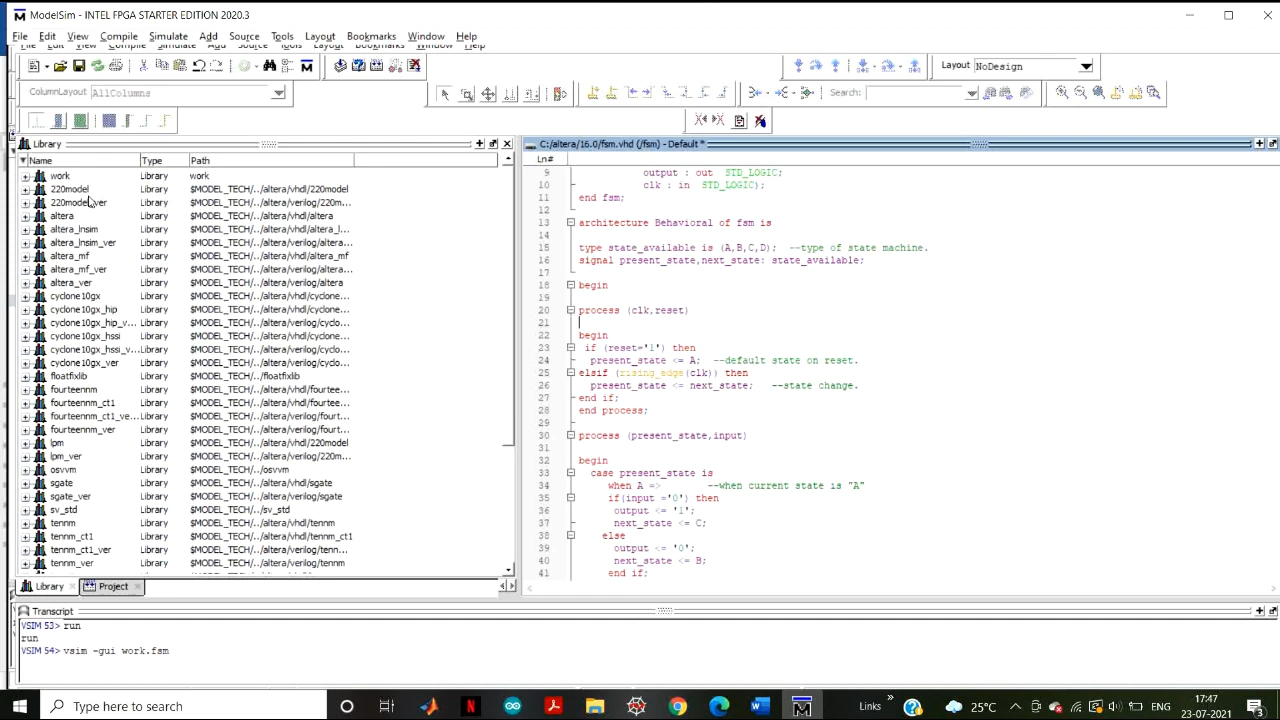 ModelSim - INTEL FPGA STARTER EDITION 2020.3
File Edit View Compile Simulate Add Source Tools Layout Bookmarks Window Help
File Edit View Compile Simulate Add Source Tools Layout Bookmarks Window Help
Layout NoDesign
ColumnLayout AllColumns
Search:
Library
Name Type Path
work Library work
220model Library $MODEL_TECH/../altera/vhdl/220model
220model_ver Library $MODEL_TECH/../altera/verilog/220m...
altera Library $MODEL_TECH/../altera/vhdl/altera
altera_lnsim Library $MODEL_TECH/../altera/vhdl/altera_l...
altera_lnsim_ver Library $MODEL_TECH/../altera/verilog/altera...
altera_mf Library $MODEL_TECH/../altera/vhdl/altera_mf
altera_mf_ver Library $MODEL_TECH/../altera/verilog/altera...
altera_ver Library $MODEL_TECH/../altera/verilog/altera...
cyclone10gx Library $MODEL_TECH/../altera/vhdl/cyclone...
cyclone10gx_hip Library $MODEL_TECH/../altera/vhdl/cyclone...
cyclone10gx_hip_v... Library $MODEL_TECH/../altera/verilog/cyclo...
cyclone10gx_hssi Library $MODEL_TECH/../altera/vhdl/cyclone...
cyclone10gx_hssi_v... Library $MODEL_TECH/../altera/verilog/cyclo...
cyclone10gx_ver Library $MODEL_TECH/../altera/verilog/cyclo...
floatfixlib Library $MODEL_TECH/../floatfixlib
fourteennm Library $MODEL_TECH/../altera/vhdl/fourtee...
fourteennm_ct1 Library $MODEL_TECH/../altera/vhdl/fourtee...
fourteennm_ct1_ve... Library $MODEL_TECH/../altera/verilog/fourt...
fourteennm_ver Library $MODEL_TECH/../altera/verilog/fourt...
lpm Library $MODEL_TECH/../altera/vhdl/220model
lpm_ver Library $MODEL_TECH/../altera/verilog/220m...
osvvm Library $MODEL_TECH/../osvvm
sgate Library $MODEL_TECH/../altera/vhdl/sgate
sgate_ver Library $MODEL_TECH/../altera/verilog/sgate
sv_std Library $MODEL_TECH/../sv_std
tennm Library $MODEL_TECH/../altera/vhdl/tennm
tennm_ct1 Library $MODEL_TECH/../altera/vhdl/tennm_ct1
tennm_ct1_ver Library $MODEL_TECH/../altera/verilog/tenn...
tennm_ver Library $MODEL_TECH/../altera/verilog/tenn...
Library Project
C:/altera/16.0/fsm.vhd (/fsm) - Default *
Ln#
9 output : out STD_LOGIC;
10 clk : in STD_LOGIC);
11 end fsm;
12
13 architecture Behavioral of fsm is
14
15 type state_available is (A,B,C,D); --type of state machine.
16 signal present_state,next_state: state_available;
17
18 begin
19
20 process (clk,reset)
21
22 begin
23 if (reset='1') then
24 present_state <= A; --default state on reset.
25 elsif (rising_edge(clk)) then
26 present_state <= next_state; --state change.
27 end if;
28 end process;
29
30 process (present_state,input)
31
32 begin
33 case present_state is
34 when A => --when current state is "A"
35 if(input ='0') then
36 output <= '1';
37 next_state <= C;
38 else
39 output <= '0';
40 next_state <= B;
41 end if;
Transcript
VSIM 53> run
run
VSIM 54> vsim -gui work.fsm
Type here to search
Links
25°C
ENG
17:47
23-07-2021
3